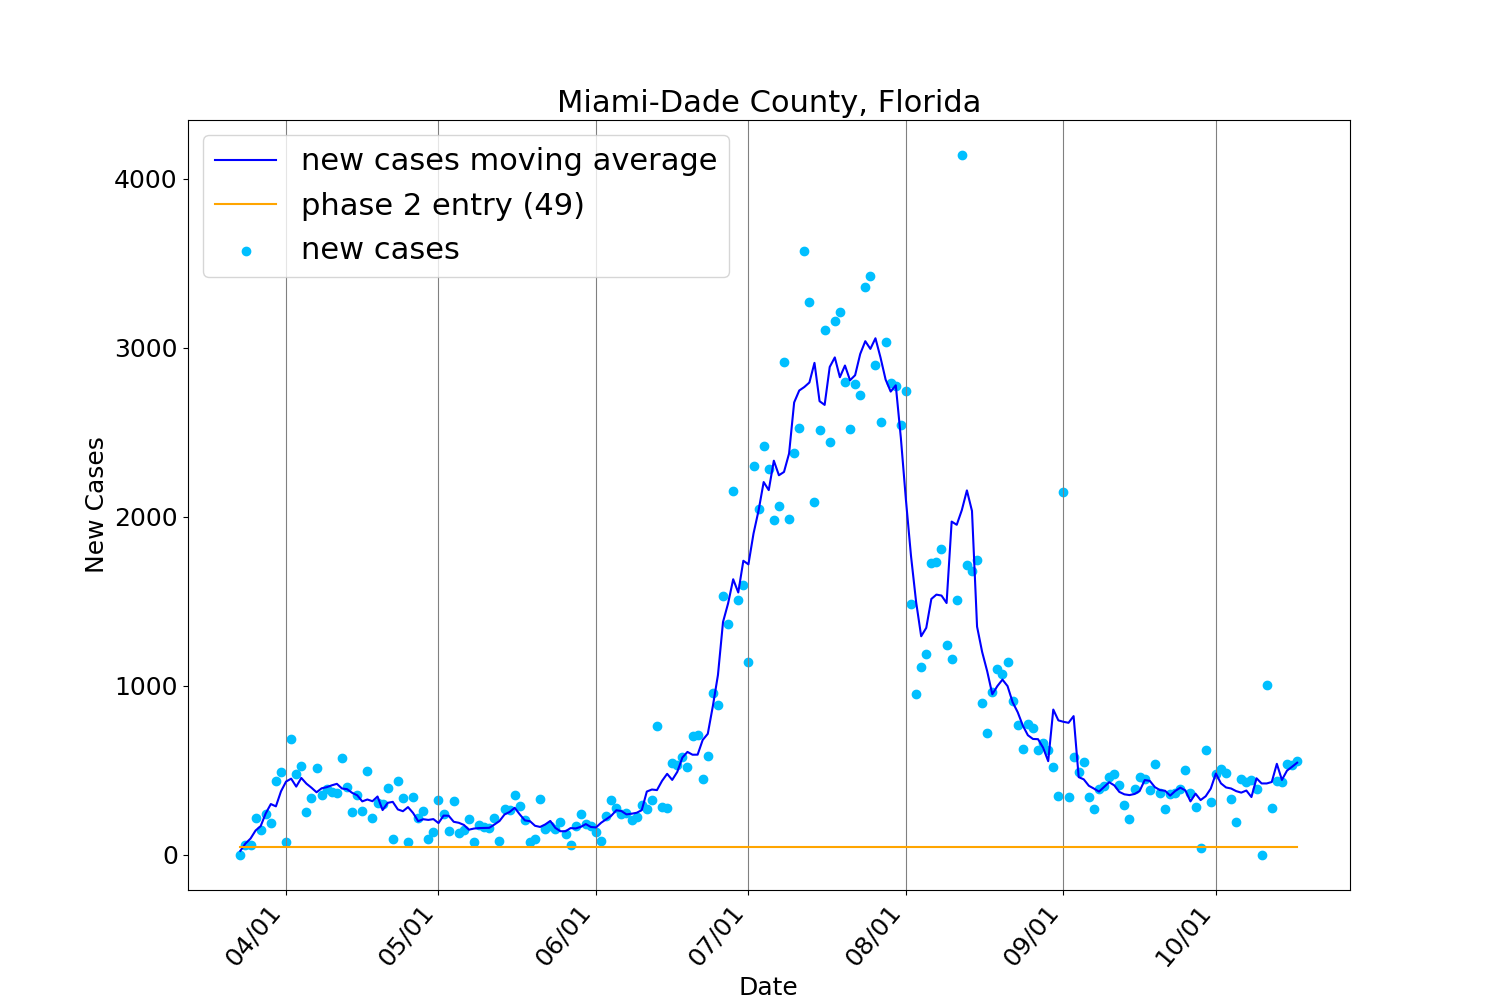 Miami-Dade County, Florida
new cases moving average
phase 2 entry (49)
new cases
4000
3000
2000
1000
0
New Cases
04/01
05/01
06/01
07/01
08/01
09/01
10/01
Date